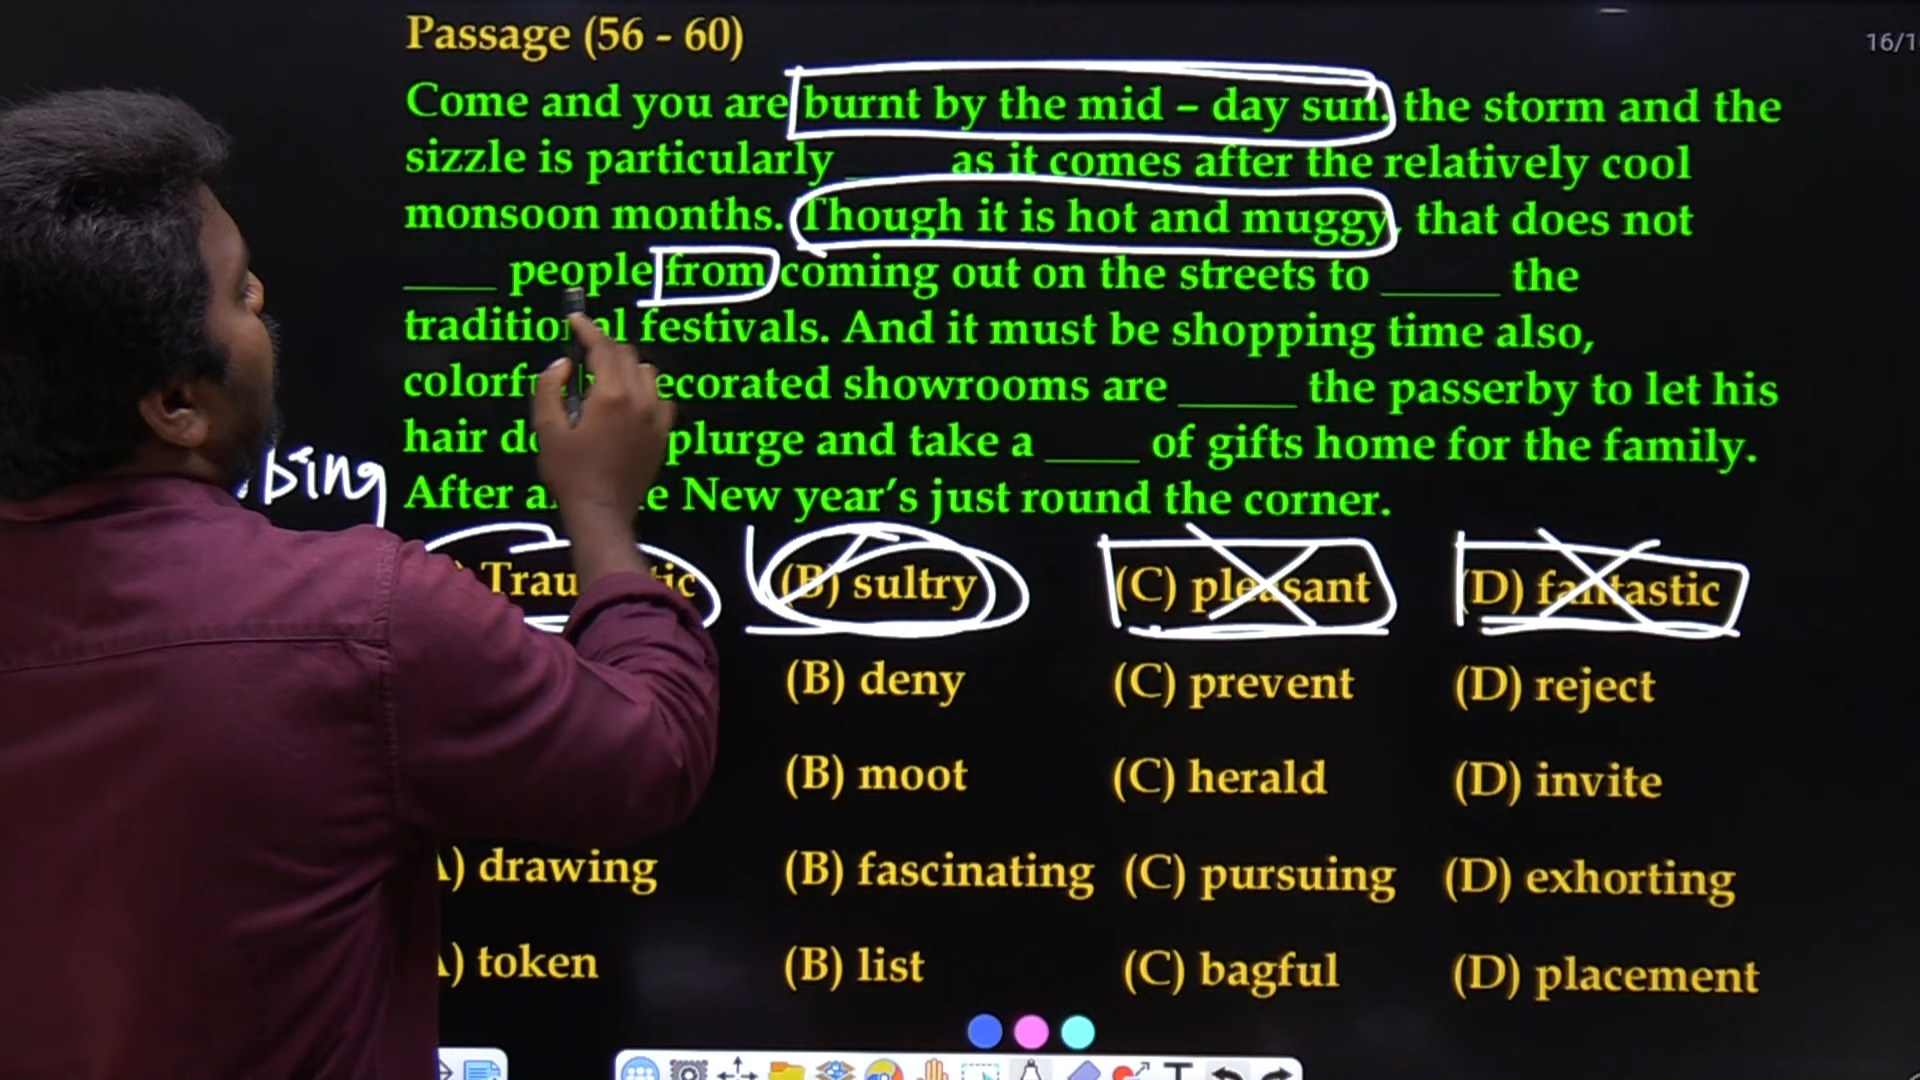 Passage (56 - 60)
16/1
Come and you are burnt by the mid – day sun. the storm and the
sizzle is particularly ____ as it comes after the relatively cool
monsoon months. Though it is hot and muggy, that does not
____ people from coming out on the streets to _____ the
traditional festivals. And it must be shopping time also,
decorated showrooms are _____ the passerby to let his
hair and take a ____ of gifts home for the family.
bing
After New year's just round the corner.
(B) sultry (C) pleasant (D) fantastic
(B) deny (C) prevent (D) reject
(B) moot (C) herald (D) invite
A) drawing (B) fascinating (C) pursuing (D) exhorting
A) token (B) list (C) bagful (D) placement